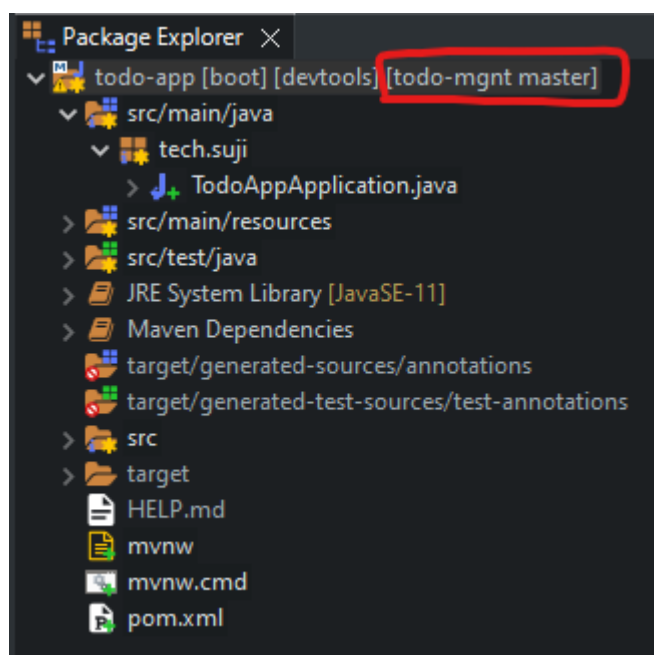 Package Explorer
todo-app [boot] [devtools] [todo-mgnt master]
src/main/java
tech.suji
TodoAppApplication.java
src/main/resources
src/test/java
JRE System Library [JavaSE-11]
Maven Dependencies
target/generated-sources/annotations
target/generated-test-sources/test-annotations
src
target
HELP.md
mvnw
mvnw.cmd
pom.xml